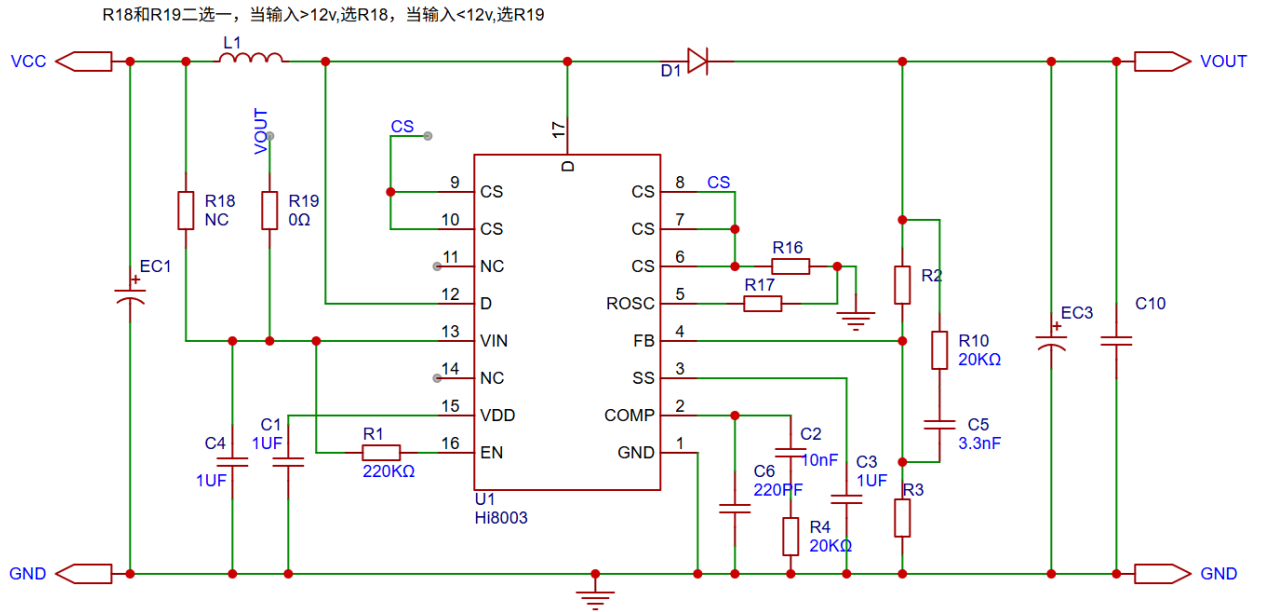 R18和R19二选一，当输入>12v,选R18，当输入<12v,选R19
L1
VCC
D1
VOUT
VOUT
CS
17
D
R18
NC
R19
0Ω
9
CS
CS
8
CS
10
CS
CS
7
11
NC
CS
6
R16
12
D
ROSC
5
R17
R2
EC1
+
13
VIN
FB
4
EC3
+
C10
14
NC
SS
3
R10
20KΩ
15
VDD
COMP
2
16
EN
GND
1
R1
220KΩ
C4
1UF
C1
1UF
C2
10nF
C5
3.3nF
C6
220PF
C3
1UF
R3
U1
Hi8003
R4
20KΩ
GND
GND